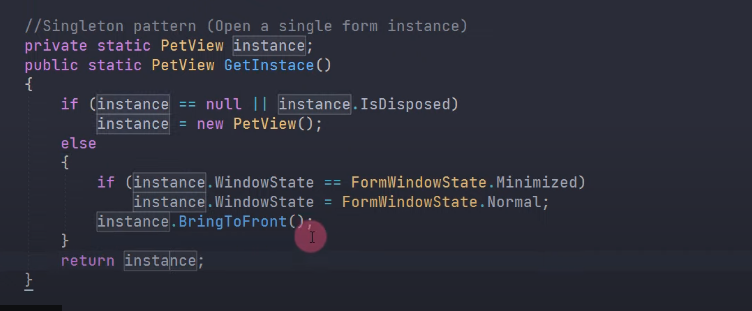 //Singleton pattern (Open a single form instance)
private static PetView instance;
public static PetView GetInstace()
{
    if (instance == null || instance.IsDisposed)
        instance = new PetView();
    else
    {
        if (instance.WindowState == FormWindowState.Minimized)
            instance.WindowState = FormWindowState.Normal;
        instance.BringToFront();
    }
    return instance;
}